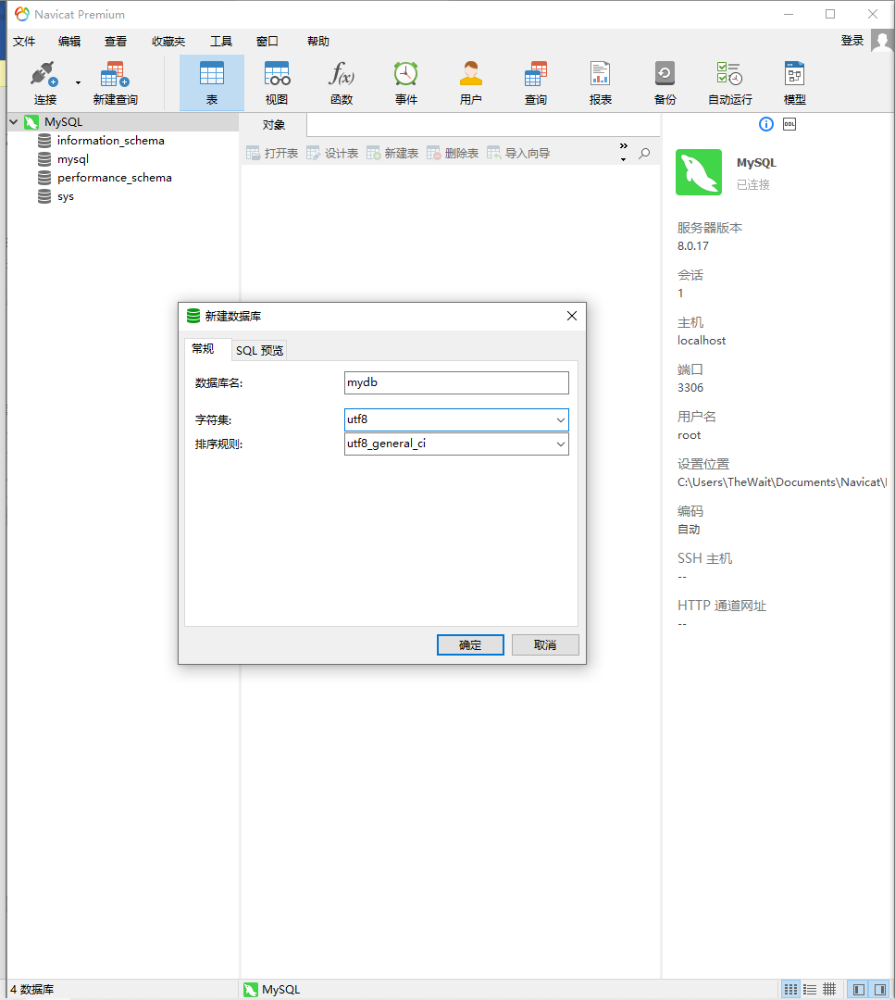 Navicat Premium
文件 编辑 查看 收藏夹 工具 窗口 帮助 登录
连接 新建查询 表 视图 函数 事件 用户 查询 报表 备份 自动运行 模型
MySQL
information_schema
mysql
performance_schema
sys
对象
打开表 设计表 新建表 删除表 导入向导
新建数据库
常规 SQL 预览
数据库名: mydb
字符集: utf8
排序规则: utf8_general_ci
确定 取消
DDL
MySQL
已连接
服务器版本
8.0.17
会话
1
主机
localhost
端口
3306
用户名
root
设置位置
C:\Users\TheWait\Documents\Navicat\
编码
自动
SSH 主机
--
HTTP 通道网址
--
4 数据库 MySQL